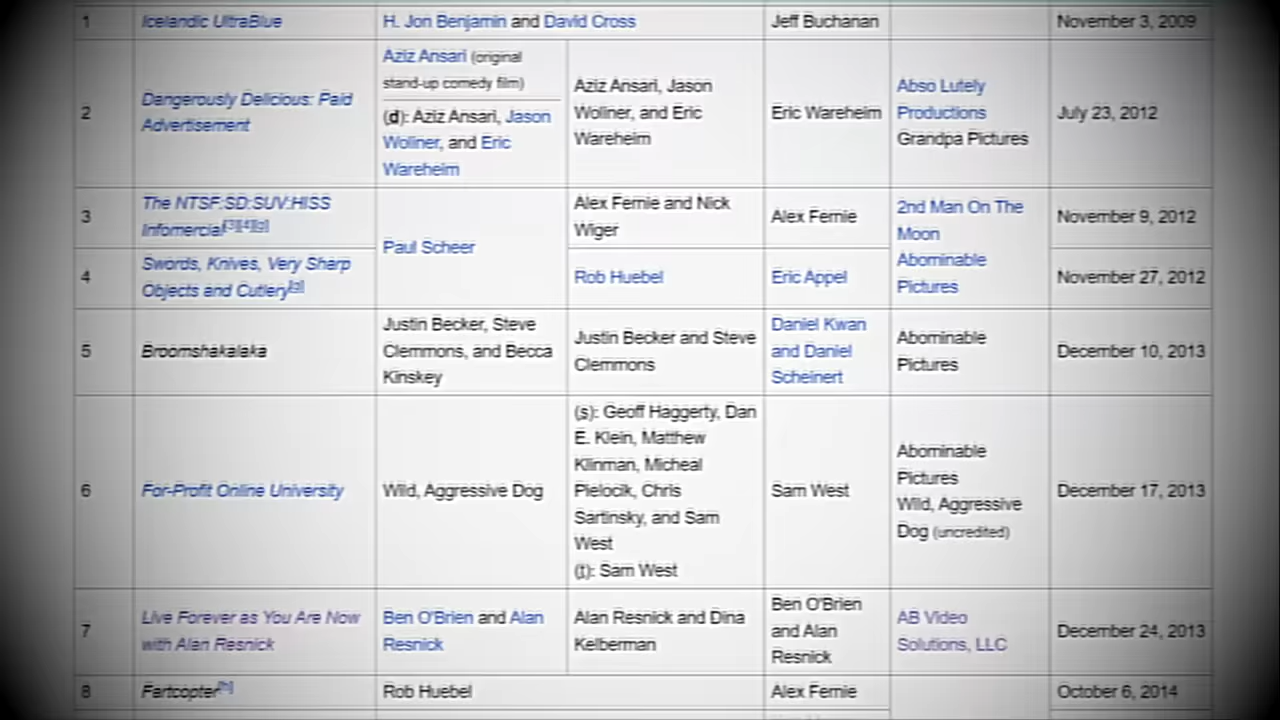 1
Icelandic UltraBlue
H. Jon Benjamin and David Cross
Jeff Buchanan
November 3, 2009
2
Dangerously Delicious: Paid
Advertisement
Aziz Ansari (original
stand-up comedy film)
(d): Aziz Ansari, Jason
Woliner, and Eric
Wareheim
Aziz Ansari, Jason
Woliner, and Eric
Wareheim
Eric Wareheim
Abso Lutely
Productions
Grandpa Pictures
July 23, 2012
3
The NTSF:SD:SUV:HISS
Infomercial[3][4][g]
Paul Scheer
Alex Fernie and Nick
Wiger
Alex Fernie
2nd Man On The
Moon
Abominable
Pictures
November 9, 2012
4
Swords, Knives, Very Sharp
Objects and Cutlery[g]
Rob Huebel
Eric Appel
November 27, 2012
5
Broomshakalaka
Justin Becker, Steve
Clemmons, and Becca
Kinskey
Justin Becker and Steve
Clemmons
Daniel Kwan
and Daniel
Scheinert
Abominable
Pictures
December 10, 2013
6
For-Profit Online University
Wild, Aggressive Dog
(s): Geoff Haggerty, Dan
E. Klein, Matthew
Klinman, Micheal
Pielocik, Chris
Sartinsky, and Sam
West
(t): Sam West
Sam West
Abominable
Pictures
Wild, Aggressive
Dog (uncredited)
December 17, 2013
7
Live Forever as You Are Now
with Alan Resnick
Ben O'Brien and Alan
Resnick
Alan Resnick and Dina
Kelberman
Ben O'Brien
and Alan
Resnick
AB Video
Solutions, LLC
December 24, 2013
8
Fartcopter[h]
Rob Huebel
Alex Fernie
October 6, 2014